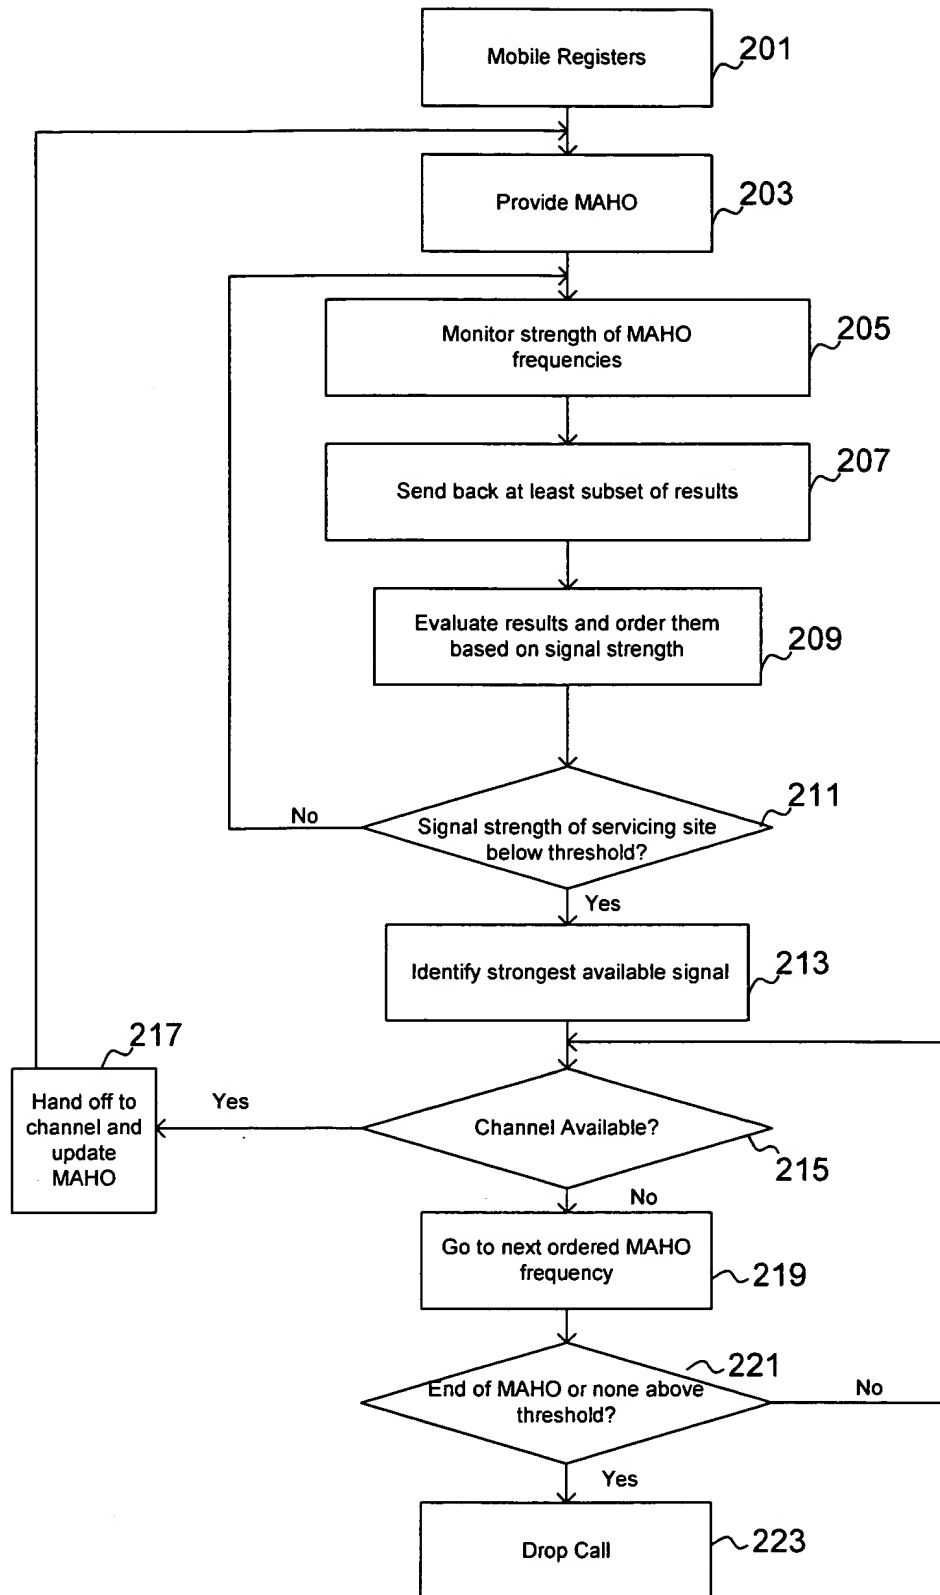 Mobile Registers
201
Provide MAHO
203
Monitor strength of MAHO
frequencies
205
Send back at least subset of results
207
Evaluate results and order them
based on signal strength
209
Signal strength of servicing site
below threshold?
211
No
Yes
Identify strongest available signal
213
217
Hand off to
channel and
update
MAHO
Yes
Channel Available?
215
No
Go to next ordered MAHO
frequency
219
End of MAHO or none above
threshold?
221
No
Yes
Drop Call
223